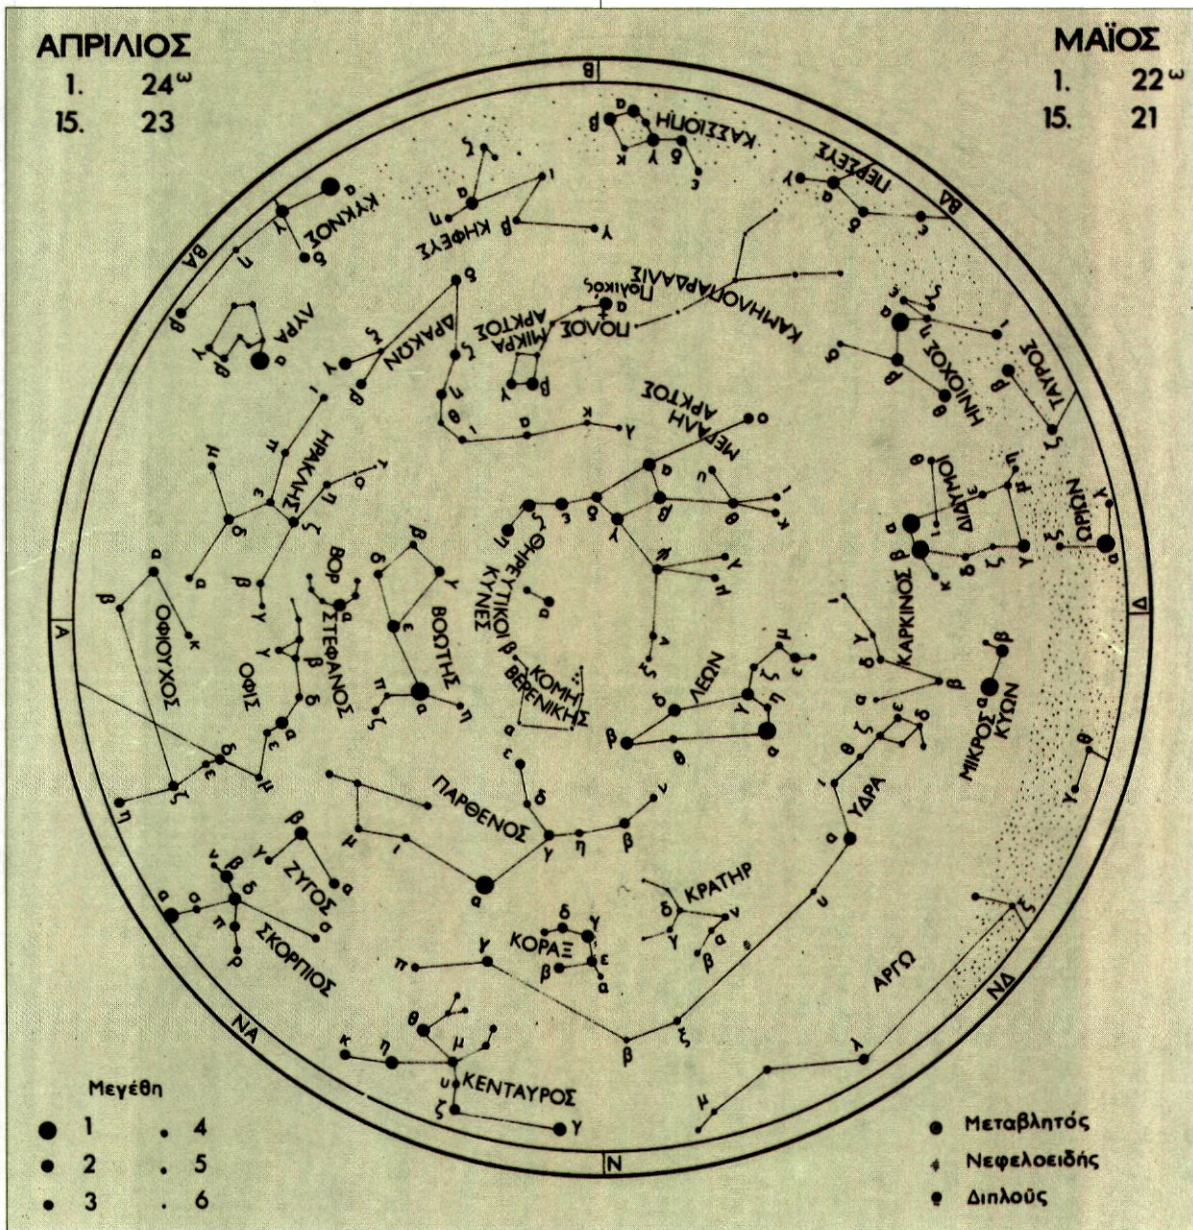 ΑΠΡΙΛΙΟΣ
1. 24ω
15. 23
ΜΑΪΟΣ
1. 22ω
15. 21
Β
ΒΔ
Δ
ΝΔ
Ν
ΝΑ
Α
ΒΑ
ΚΑΣΣΙΟΠΗ
α
β
κ
γ
δ
ε
ΠΕΡΣΕΥΣ
γ
α
δ
ε
ΚΥΚΝΟΣ
α
γ
δ
η
β
ΚΗΦΕΥΣ
ζ
α
η
ι
β
γ
ΛΥΡΑ
γ
β
α
ΔΡΑΚΩΝ
δ
ξ
γ
β
ζ
η
θ
ι
α
κ
λ
ΜΙΚΡΑ
ΑΡΚΤΟΣ
Πολικός
α
ΠΟΛΟΣ
γ
β
ΚΑΜΗΛΟΠΑΡΔΑΛΙΣ
ΗΝΙΟΧΟΣ
ε
ζ
α
η
ι
δ
β
θ
ΤΑΥΡΟΣ
β
ζ
ΜΕΓΑΛΗ
ΑΡΚΤΟΣ
ο
α
υ
β
θ
ι
κ
δ
γ
ε
ζ
η
ψ
λ
μ
ν
ξ
ΗΡΑΚΛΗΣ
ι
π
μ
ε
η
σ
τ
δ
ζ
α
β
γ
ΔΙΔΥΜΟΙ
θ
ε
η
μ
α
ι
β
κ
δ
ζ
γ
ΩΡΙΩΝ
γ
ξ
α
ΒΟΡ
ΣΤΕΦΑΝΟΣ
α
ΒΟΩΤΗΣ
β
δ
γ
ε
π
ζ
α
η
ΘΗΡΕΥΤΙΚΟΙ
ΚΥΝΕΣ
α
ΚΟΜΗ
ΒΕΡΕΝΙΚΗΣ
β
α
ΛΕΩΝ
μ
ε
ζ
γ
η
α
δ
β
θ
ΚΑΡΚΙΝΟΣ
ι
γ
δ
β
α
ΜΙΚΡΟΣ
ΚΥΩΝ
β
α
ΟΦΙΟΥΧΟΣ
α
β
κ
δ
ε
ζ
η
ΟΦΙΣ
γ
β
δ
α
ε
μ
ΠΑΡΘΕΝΟΣ
ε
δ
γ
η
β
ν
μ
ι
α
ΥΔΡΑ
ε
δ
ζ
θ
ι
α
υ
ξ
β
γ
π
θ
γ
ΖΥΓΟΣ
β
γ
α
ΣΚΟΡΠΙΟΣ
ν
β
δ
α
σ
π
ρ
α
ΚΟΡΑΞ
δ
γ
β
ε
α
ΚΡΑΤΗΡ
δ
γ
ν
α
β
ΑΡΓΩ
ξ
λ
μ
ΚΕΝΤΑΥΡΟΣ
θ
κ
η
μ
υ
ζ
γ
Μεγέθη
1 4
2 5
3 6
Μεταβλητός
Νεφελοειδής
Διπλούς